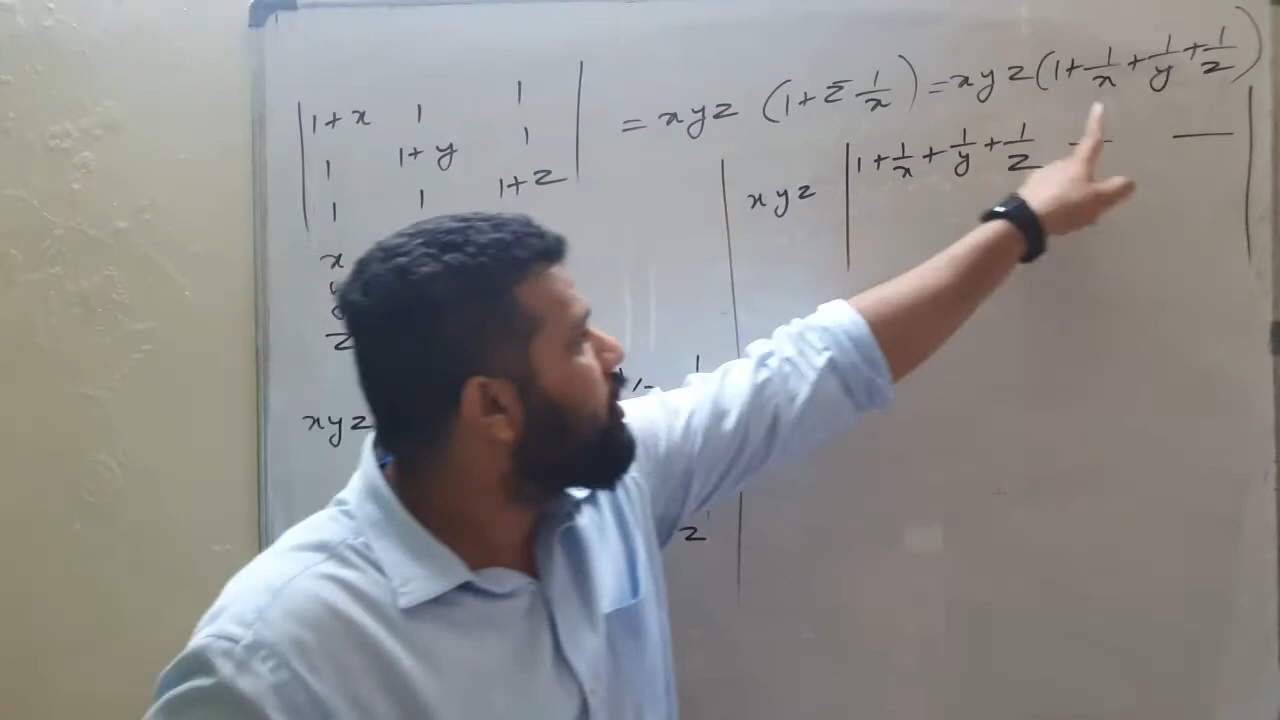 |1+x 1 1| = xyz (1+Σ 1/x) = xyz (1+1/x+1/y+1/z)
|1 1+y 1|
|1 1 1+z|
xyz |1+1/x+1/y+1/z — —|
x
y
z
xyz
1
z